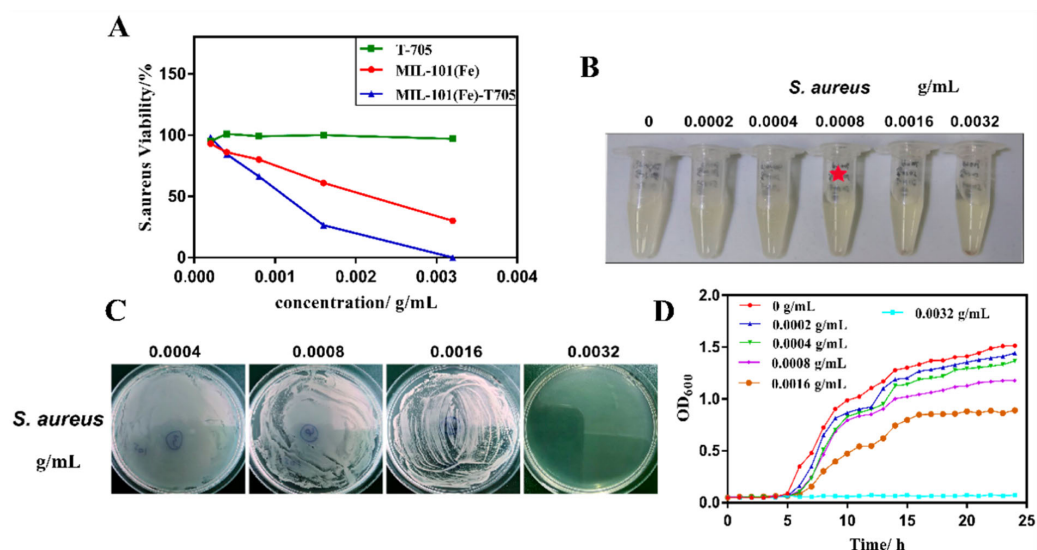 A
S.aureus Viability/%
150
100
50
0
0.000 0.001 0.002 0.003 0.004
concentration/ g/mL
T-705
MIL-101(Fe)
MIL-101(Fe)-T705
B
S. aureus g/mL
0 0.0002 0.0004 0.0008 0.0016 0.0032
C
0.0004 0.0008 0.0016 0.0032
S. aureus
g/mL
D
OD600
2.0
1.5
1.0
0.5
0.0
0 5 10 15 20 25
Time/ h
0 g/mL
0.0002 g/mL
0.0004 g/mL
0.0008 g/mL
0.0016 g/mL
0.0032 g/mL